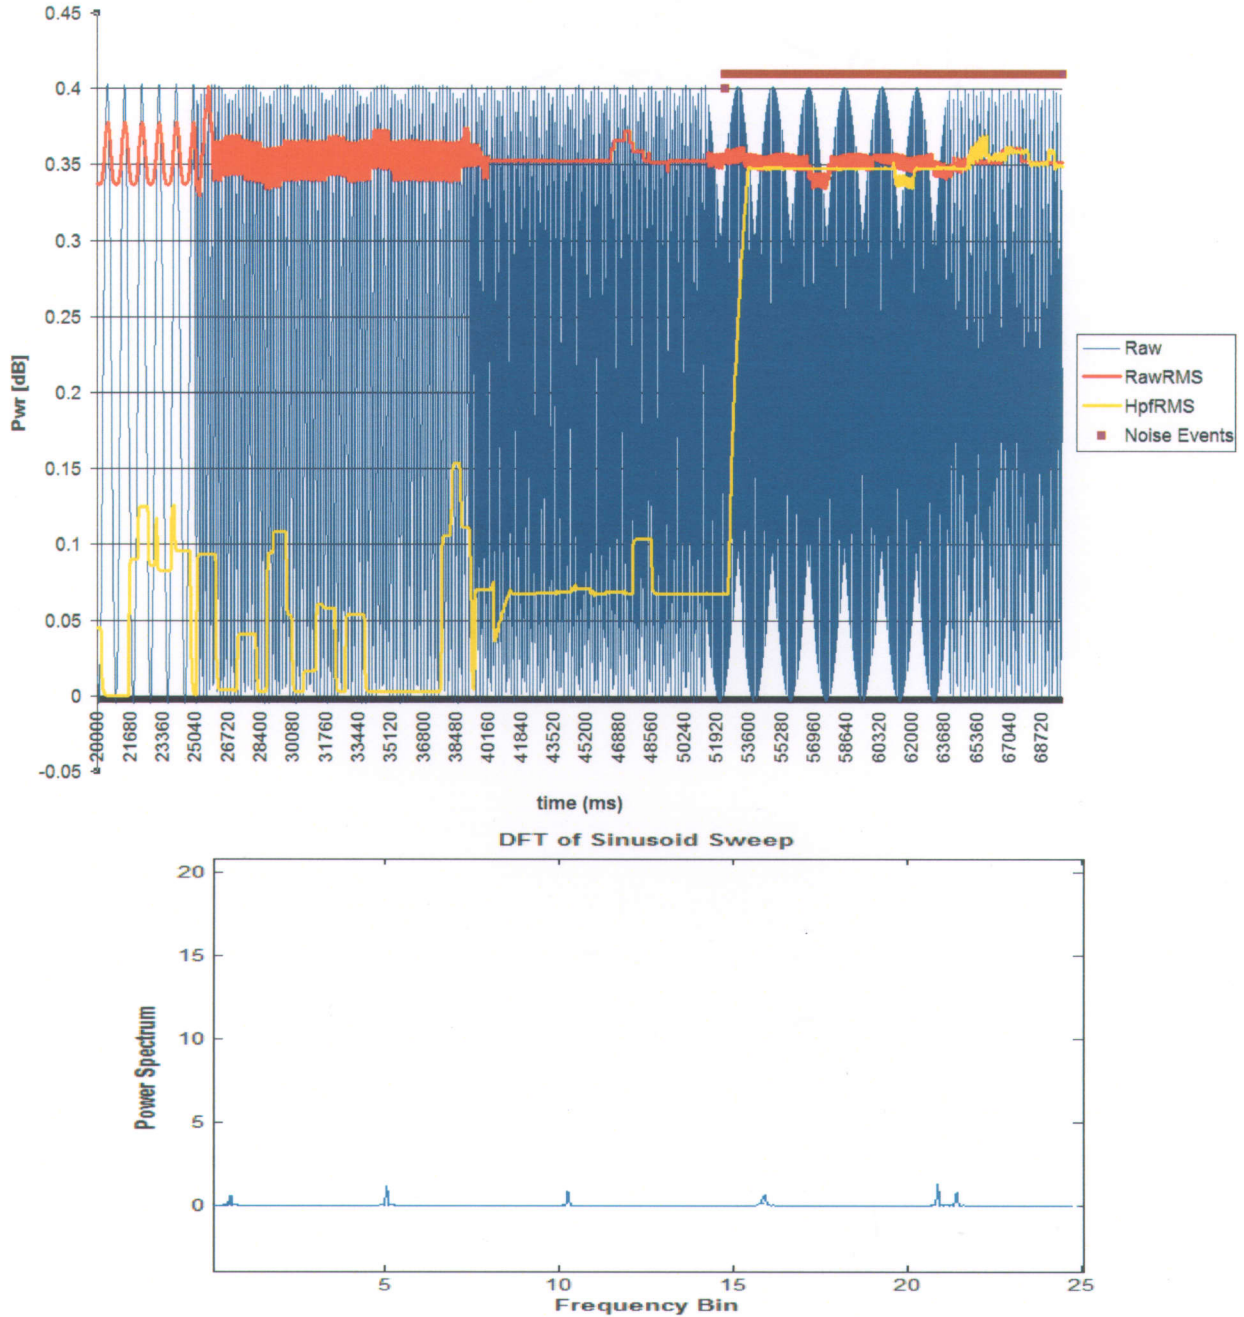 0.45
0.4
0.35
0.3
0.25
0.2
0.15
0.1
0.05
0
-0.05
Pwr [dB]
20000 21680 23360 25040 26720 28400 30080 31760 33440 35120 36800 38480 40160 41840 43520 45200 46880 48560 50240 51920 53600 55280 56960 58640 60320 62000 63680 65360 67040 68720
time (ms)
Raw
RawRMS
HpfRMS
Noise Events
DFT of Sinusoid Sweep
20
15
10
5
0
Power Spectrum
5 10 15 20 25
Frequency Bin